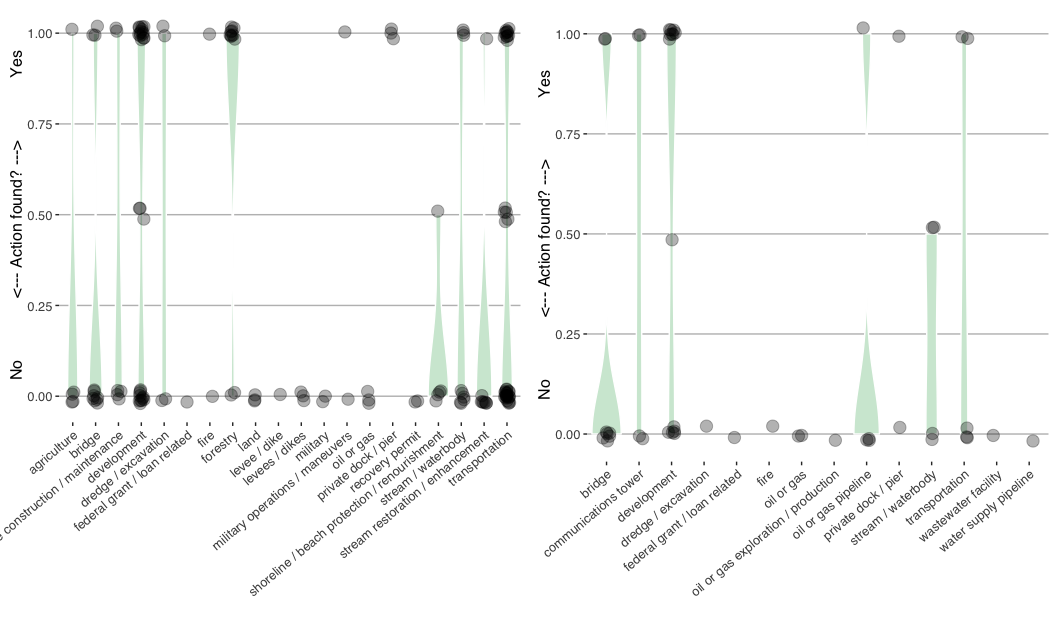 <--- Action found? --->
No
Yes
1.00
0.75
0.50
0.25
0.00
agriculture
bridge
construction / maintenance
development
dredge / excavation
federal grant / loan related
fire
forestry
land
levee / dike
levees / dikes
military
military operations / maneuvers
oil or gas
private dock / pier
recovery permit
shoreline / beach protection / renourishment
stream / waterbody
stream restoration / enhancement
transportation
<--- Action found? --->
No
Yes
1.00
0.75
0.50
0.25
0.00
bridge
communications tower
development
dredge / excavation
federal grant / loan related
fire
oil or gas
oil or gas exploration / production
oil or gas pipeline
private dock / pier
stream / waterbody
transportation
wastewater facility
water supply pipeline